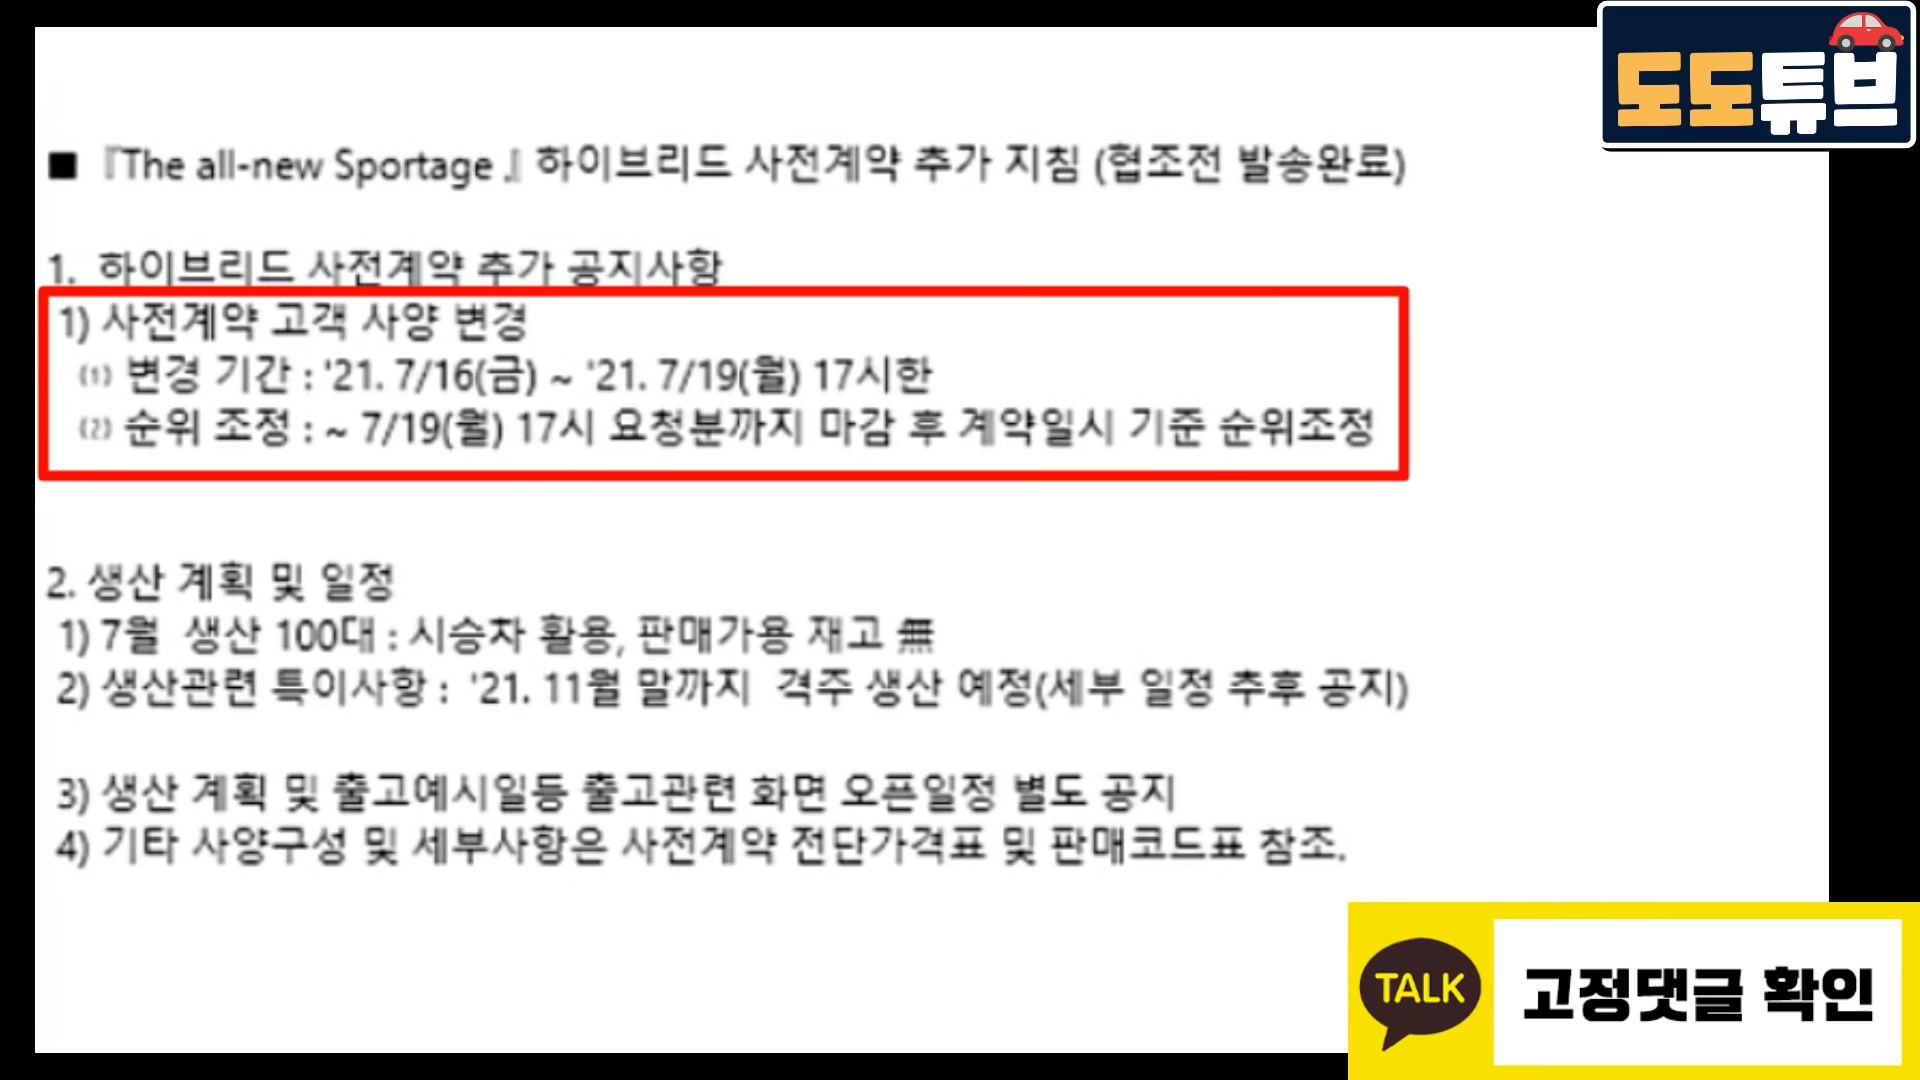 또도튜브
■ 『The all-new Sportage 』 하이브리드 사전계약 추가 지침 (협조전 발송완료)
1. 하이브리드 사전계약 추가 공지사항
1) 사전계약 고객 사양 변경
(1) 변경 기간 : '21. 7/16(금) ~ '21. 7/19(월) 17시한
(2) 순위 조정 : ~ 7/19(월) 17시 요청분까지 마감 후 계약일시 기준 순위조정
2. 생산 계획 및 일정
1) 7월 생산 100대 : 시승차 활용, 판매가용 재고 無
2) 생산관련 특이사항 : '21. 11월 말까지 격주 생산 예정(세부 일정 추후 공지)
3) 생산 계획 및 출고예시일등 출고관련 화면 오픈일정 별도 공지
4) 기타 사양구성 및 세부사항은 사전계약 전단가격표 및 판매코드표 참조.
TALK
고정댓글 확인